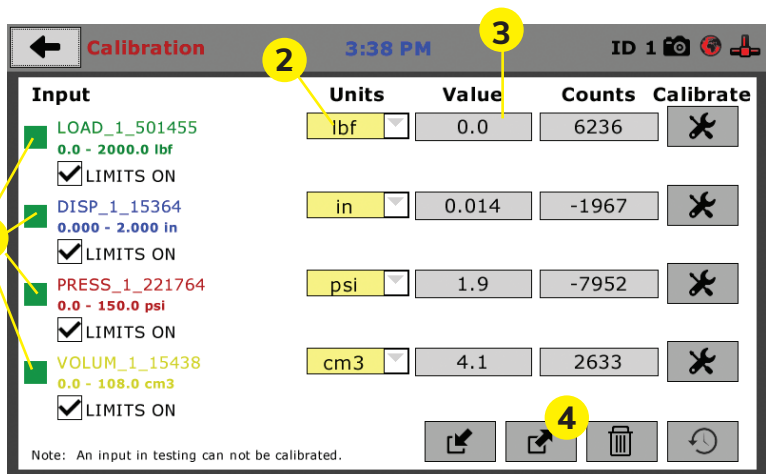 Calibration 3:38 PM ID 1
Input Units Value Counts Calibrate
LOAD_1_501455 lbf 0.0 6236
0.0 - 2000.0 lbf
LIMITS ON
DISP_1_15364 in 0.014 -1967
0.000 - 2.000 in
LIMITS ON
PRESS_1_221764 psi 1.9 -7952
0.0 - 150.0 psi
LIMITS ON
VOLUM_1_15438 cm3 4.1 2633
0.0 - 108.0 cm3
LIMITS ON
Note: An input in testing can not be calibrated.
2
3
4